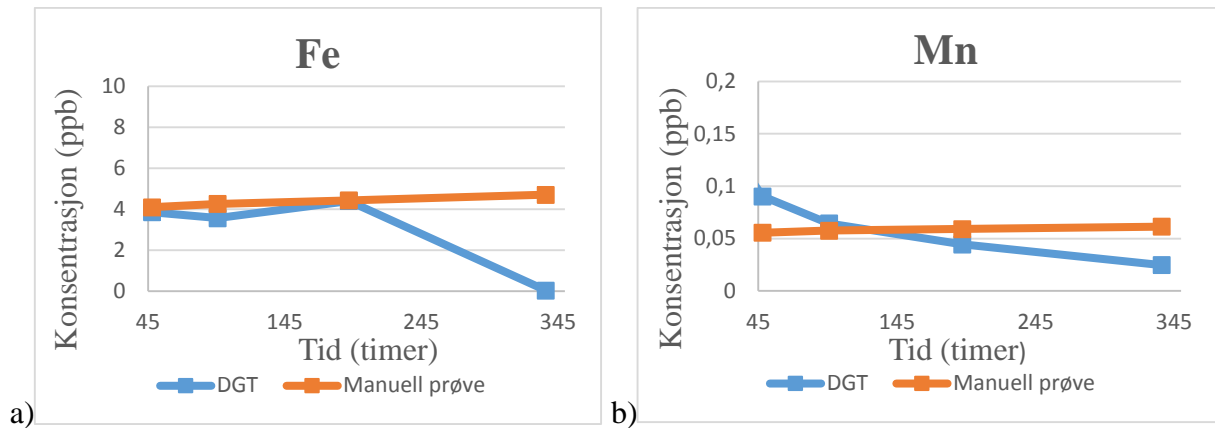 Fe
10
8
6
4
2
0
Konsentrasjon (ppb)
45 145 245 345
Tid (timer)
DGT Manuell prøve
a)
Mn
0,2
0,15
0,1
0,05
0
Konsentrasjon (ppb)
45 145 245 345
Tid (timer)
DGT Manuell prøve
b)